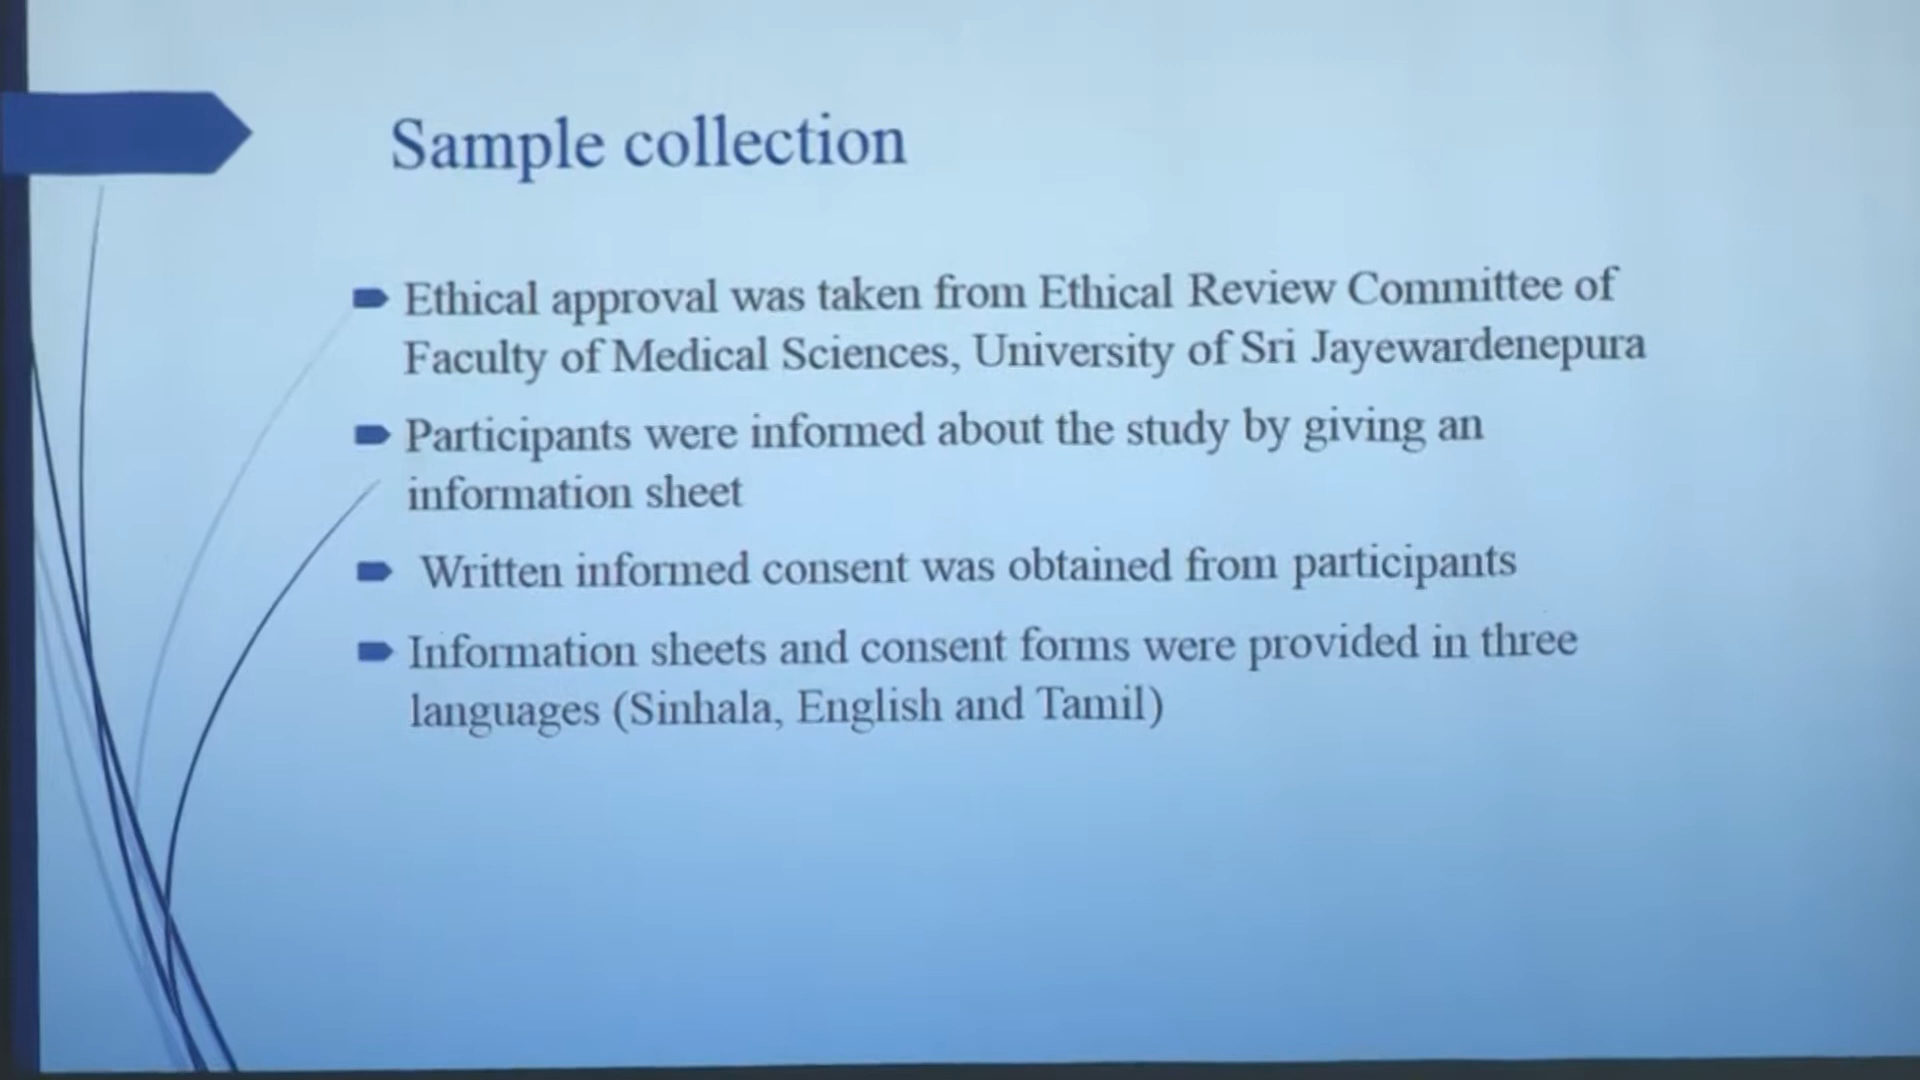 Sample collection
Ethical approval was taken from Ethical Review Committee of
Faculty of Medical Sciences, University of Sri Jayewardenepura
Participants were informed about the study by giving an
information sheet
Written informed consent was obtained from participants
Information sheets and consent forms were provided in three
languages (Sinhala, English and Tamil)